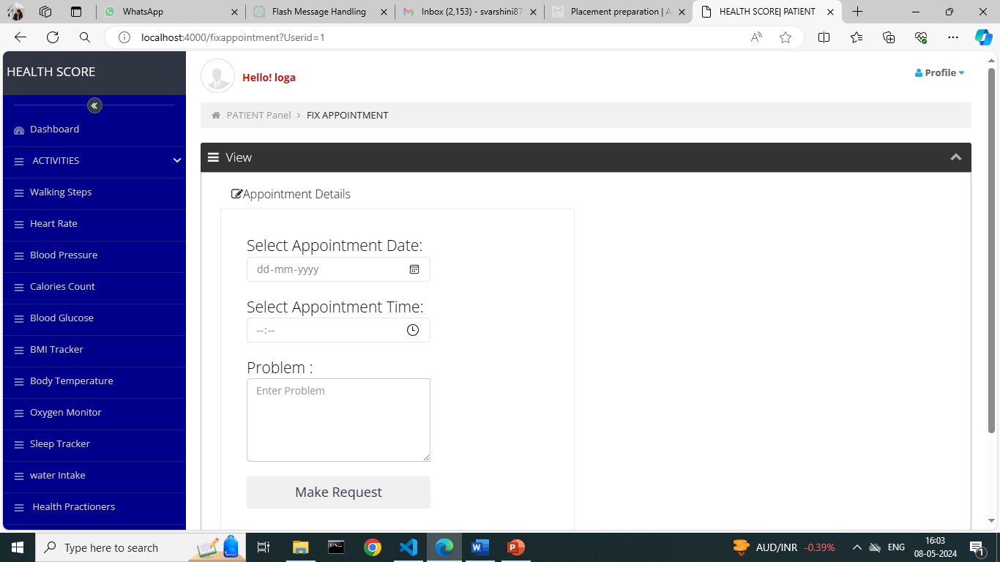 WhatsApp
Flash Message Handling
Inbox (2,153) - svarshini87
Placement preparation | A
HEALTH SCORE| PATIENT
localhost:4000/fixappointment?Userid=1
HEALTH SCORE
Hello! loga
Profile
PATIENT Panel > FIX APPOINTMENT
Dashboard
ACTIVITIES
Walking Steps
Heart Rate
Blood Pressure
Calories Count
Blood Glucose
BMI Tracker
Body Temperature
Oxygen Monitor
Sleep Tracker
water Intake
Health Practioners
View
Appointment Details
Select Appointment Date:
dd-mm-yyyy
Select Appointment Time:
--:--
Problem :
Enter Problem
Make Request
Type here to search
AUD/INR -0.39%
ENG
16:03
08-05-2024
1